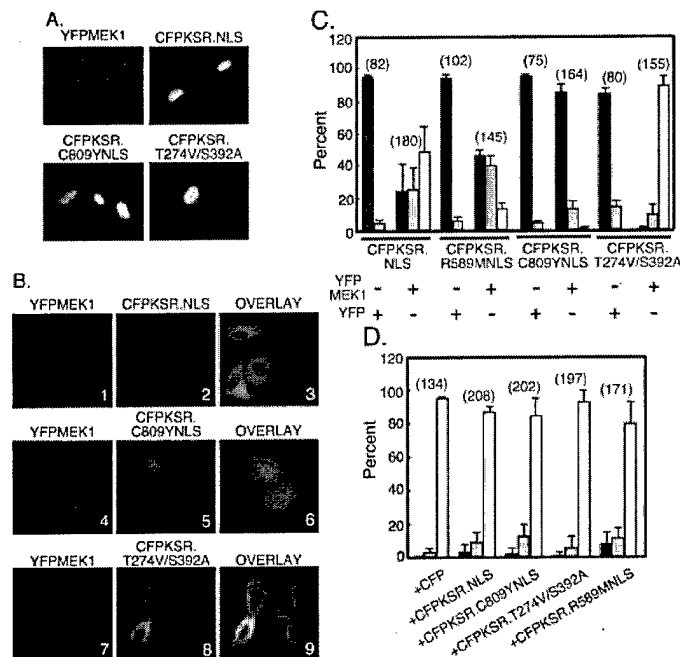 A.
YFPMEK1 CFPKSR.NLS
CFPKSR.
C809YNLS
CFPKSR.
T274V/S392A
B.
YFPMEK1 CFPKSR.NLS OVERLAY
1 2 3
YFPMEK1
CFPKSR.
C809YNLS
OVERLAY
4 5 6
YFPMEK1
CFPKSR.
T274V/S392A
OVERLAY
7 8 9
C.
120
100
80
60
40
20
0
Percent
(82) (180) (102) (145) (75) (164) (80) (155)
CFPKSR.
NLS
CFPKSR.
R589MNLS
CFPKSR.
C809YNLS
CFPKSR.
T274V/S392A
YFP
MEK1
- + - + - + - +
YFP + - + - + - + -
D.
120
100
80
60
40
20
0
Percent
(134) (208) (202) (197) (171)
+CFP
+CFPKSR.NLS
+CFPKSR.C809YNLS
+CFPKSR.T274V/S392A
+CFPKSR.R589MNLS